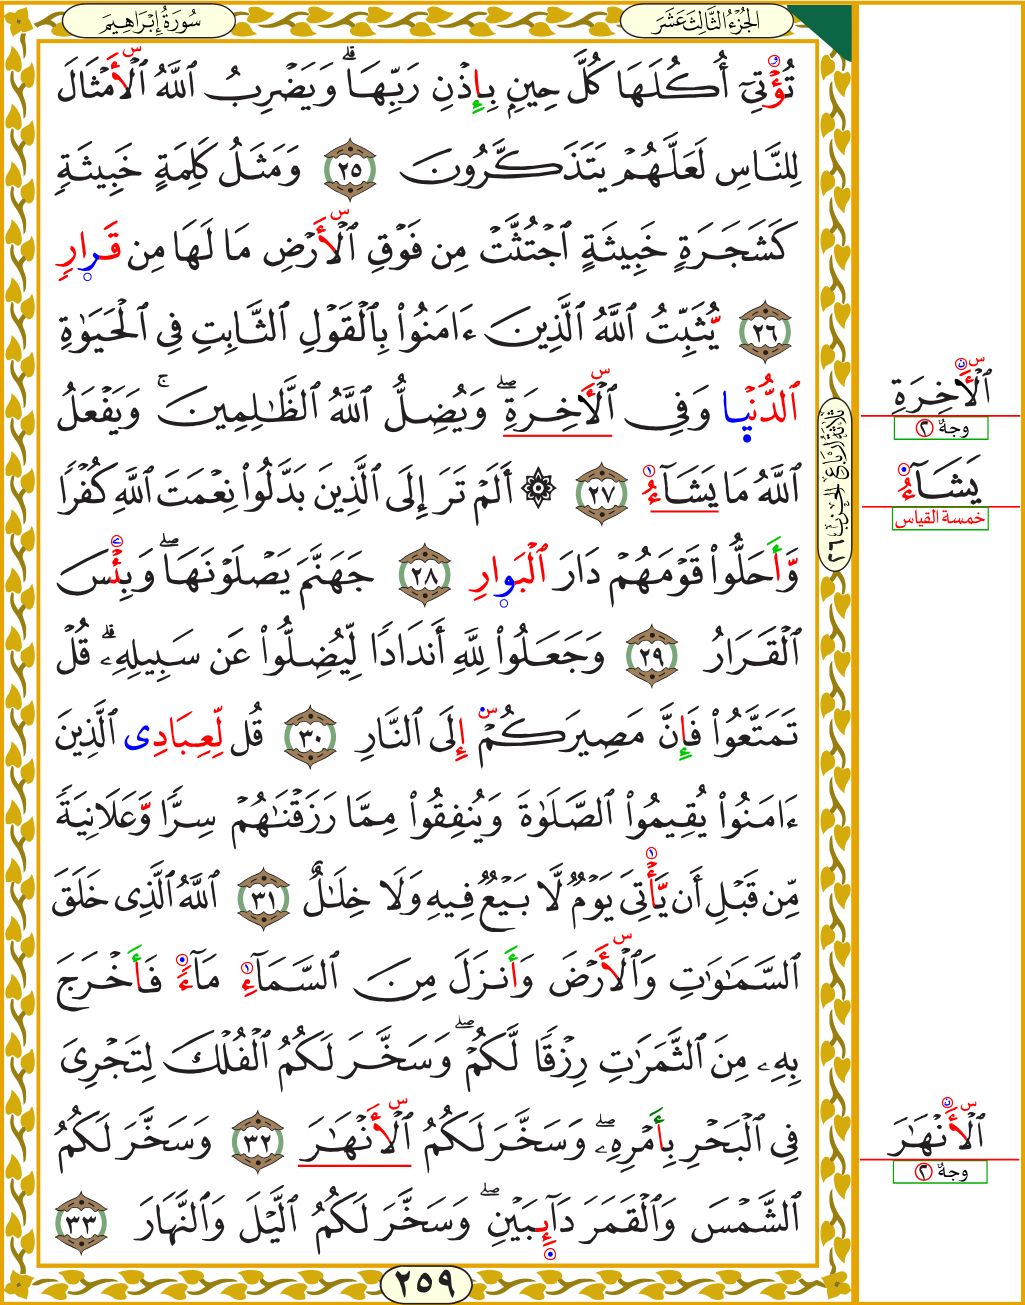 سُورَةُ إِبْرَاهِيمَ
الجُزْءُ الثَّالِثَ عَشَرَ
تُؤْتِىٓ أُكُلَهَا كُلَّ حِينٍۭ بِإِذْنِ رَبِّهَا ۗ وَيَضْرِبُ ٱللَّهُ ٱلْأَمْثَالَ
لِلنَّاسِ لَعَلَّهُمْ يَتَذَكَّرُونَ ٢٥ وَمَثَلُ كَلِمَةٍ خَبِيثَةٍ
كَشَجَرَةٍ خَبِيثَةٍ ٱجْتُثَّتْ مِن فَوْقِ ٱلْأَرْضِ مَا لَهَا مِن قَرَارٍ
٢٦ يُثَبِّتُ ٱللَّهُ ٱلَّذِينَ ءَامَنُوا۟ بِٱلْقَوْلِ ٱلثَّابِتِ فِى ٱلْحَيَوٰةِ
ٱلدُّنْيَا وَفِى ٱلْأَخِرَةِ ۖ وَيُضِلُّ ٱللَّهُ ٱلظَّـٰلِمِينَ ۚ وَيَفْعَلُ
ٱللَّهُ مَا يَشَآءُ ٢٧ ۞ أَلَمْ تَرَ إِلَى ٱلَّذِينَ بَدَّلُوا۟ نِعْمَتَ ٱللَّهِ كُفْرًا
وَأَحَلُّوا۟ قَوْمَهُمْ دَارَ ٱلْبَوَارِ ٢٨ جَهَنَّمَ يَصْلَوْنَهَا ۖ وَبِئْسَ
ٱلْقَرَارُ ٢٩ وَجَعَلُوا۟ لِلَّهِ أَندَادًا لِّيُضِلُّوا۟ عَن سَبِيلِهِۦ ۗ قُلْ
تَمَتَّعُوا۟ فَإِنَّ مَصِيرَكُمْ إِلَى ٱلنَّارِ ٣٠ قُل لِّعِبَادِى ٱلَّذِينَ
ءَامَنُوا۟ يُقِيمُوا۟ ٱلصَّلَوٰةَ وَيُنفِقُوا۟ مِمَّا رَزَقْنَـٰهُمْ سِرًّا وَّعَلَانِيَةً
مِّن قَبْلِ أَن يَّأْتِىَ يَوْمٌ لَّا بَيْعٌ فِيهِ وَلَا خِلَـٰلٌ ٣١ ٱللَّهُ ٱلَّذِى خَلَقَ
ٱلسَّمَـٰوَٰتِ وَٱلْأَرْضَ وَأَنزَلَ مِنَ ٱلسَّمَآءِ مَآءً فَأَخْرَجَ
بِهِۦ مِنَ ٱلثَّمَرَٰتِ رِزْقًا لَّكُمْ ۖ وَسَخَّرَ لَكُمُ ٱلْفُلْكَ لِتَجْرِىَ
فِى ٱلْبَحْرِ بِأَمْرِهِۦ ۖ وَسَخَّرَ لَكُمُ ٱلْأَنْهَـٰرَ ٣٢ وَسَخَّرَ لَكُمُ
ٱلشَّمْسَ وَٱلْقَمَرَ دَآئِبَيْنِ ۖ وَسَخَّرَ لَكُمُ ٱلَّيْلَ وَٱلنَّهَارَ ٣٣
ثلاثة أرباع الحزب ٢٦
ٱلْأَخِرَةِ
وجهٌ ٢
يَشَآءُ
خمسة القياس
ٱلْأَنْهَـٰرَ
وجهٌ ٢
٢٥٩